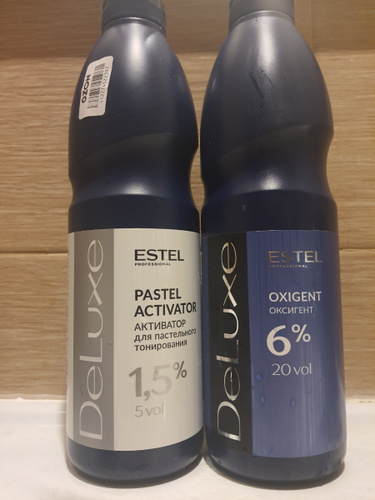 OZON
DeLuxe
ESTEL
PROFESSIONAL
PASTEL
ACTIVATOR
АКТИВАТОР
для пастельного
тонирования
1,5%
5 vol
DeLuxe
ESTEL
PROFESSIONAL
OXIGENT
ОКСИГЕНТ
6%
20 vol